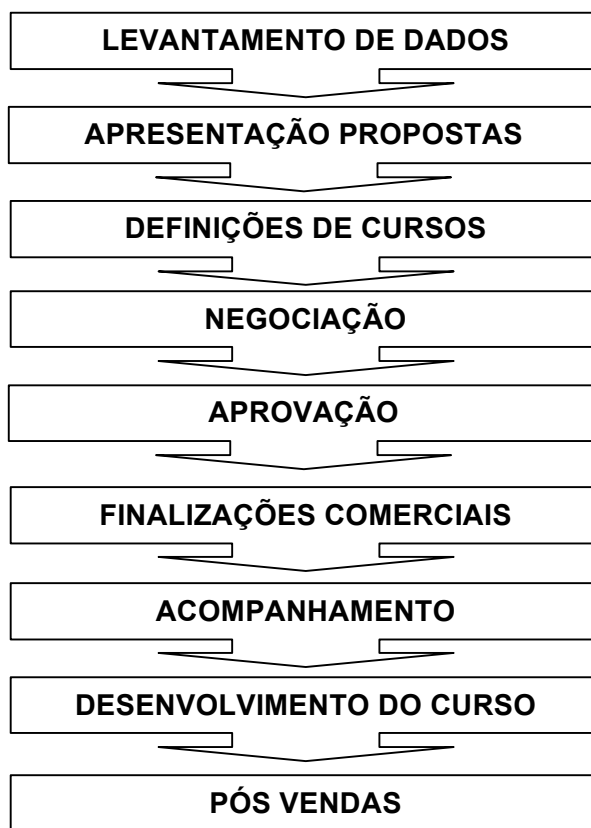 LEVANTAMENTO DE DADOS
APRESENTAÇÃO PROPOSTAS
DEFINIÇÕES DE CURSOS
NEGOCIAÇÃO
APROVAÇÃO
FINALIZAÇÕES COMERCIAIS
ACOMPANHAMENTO
DESENVOLVIMENTO DO CURSO
PÓS VENDAS